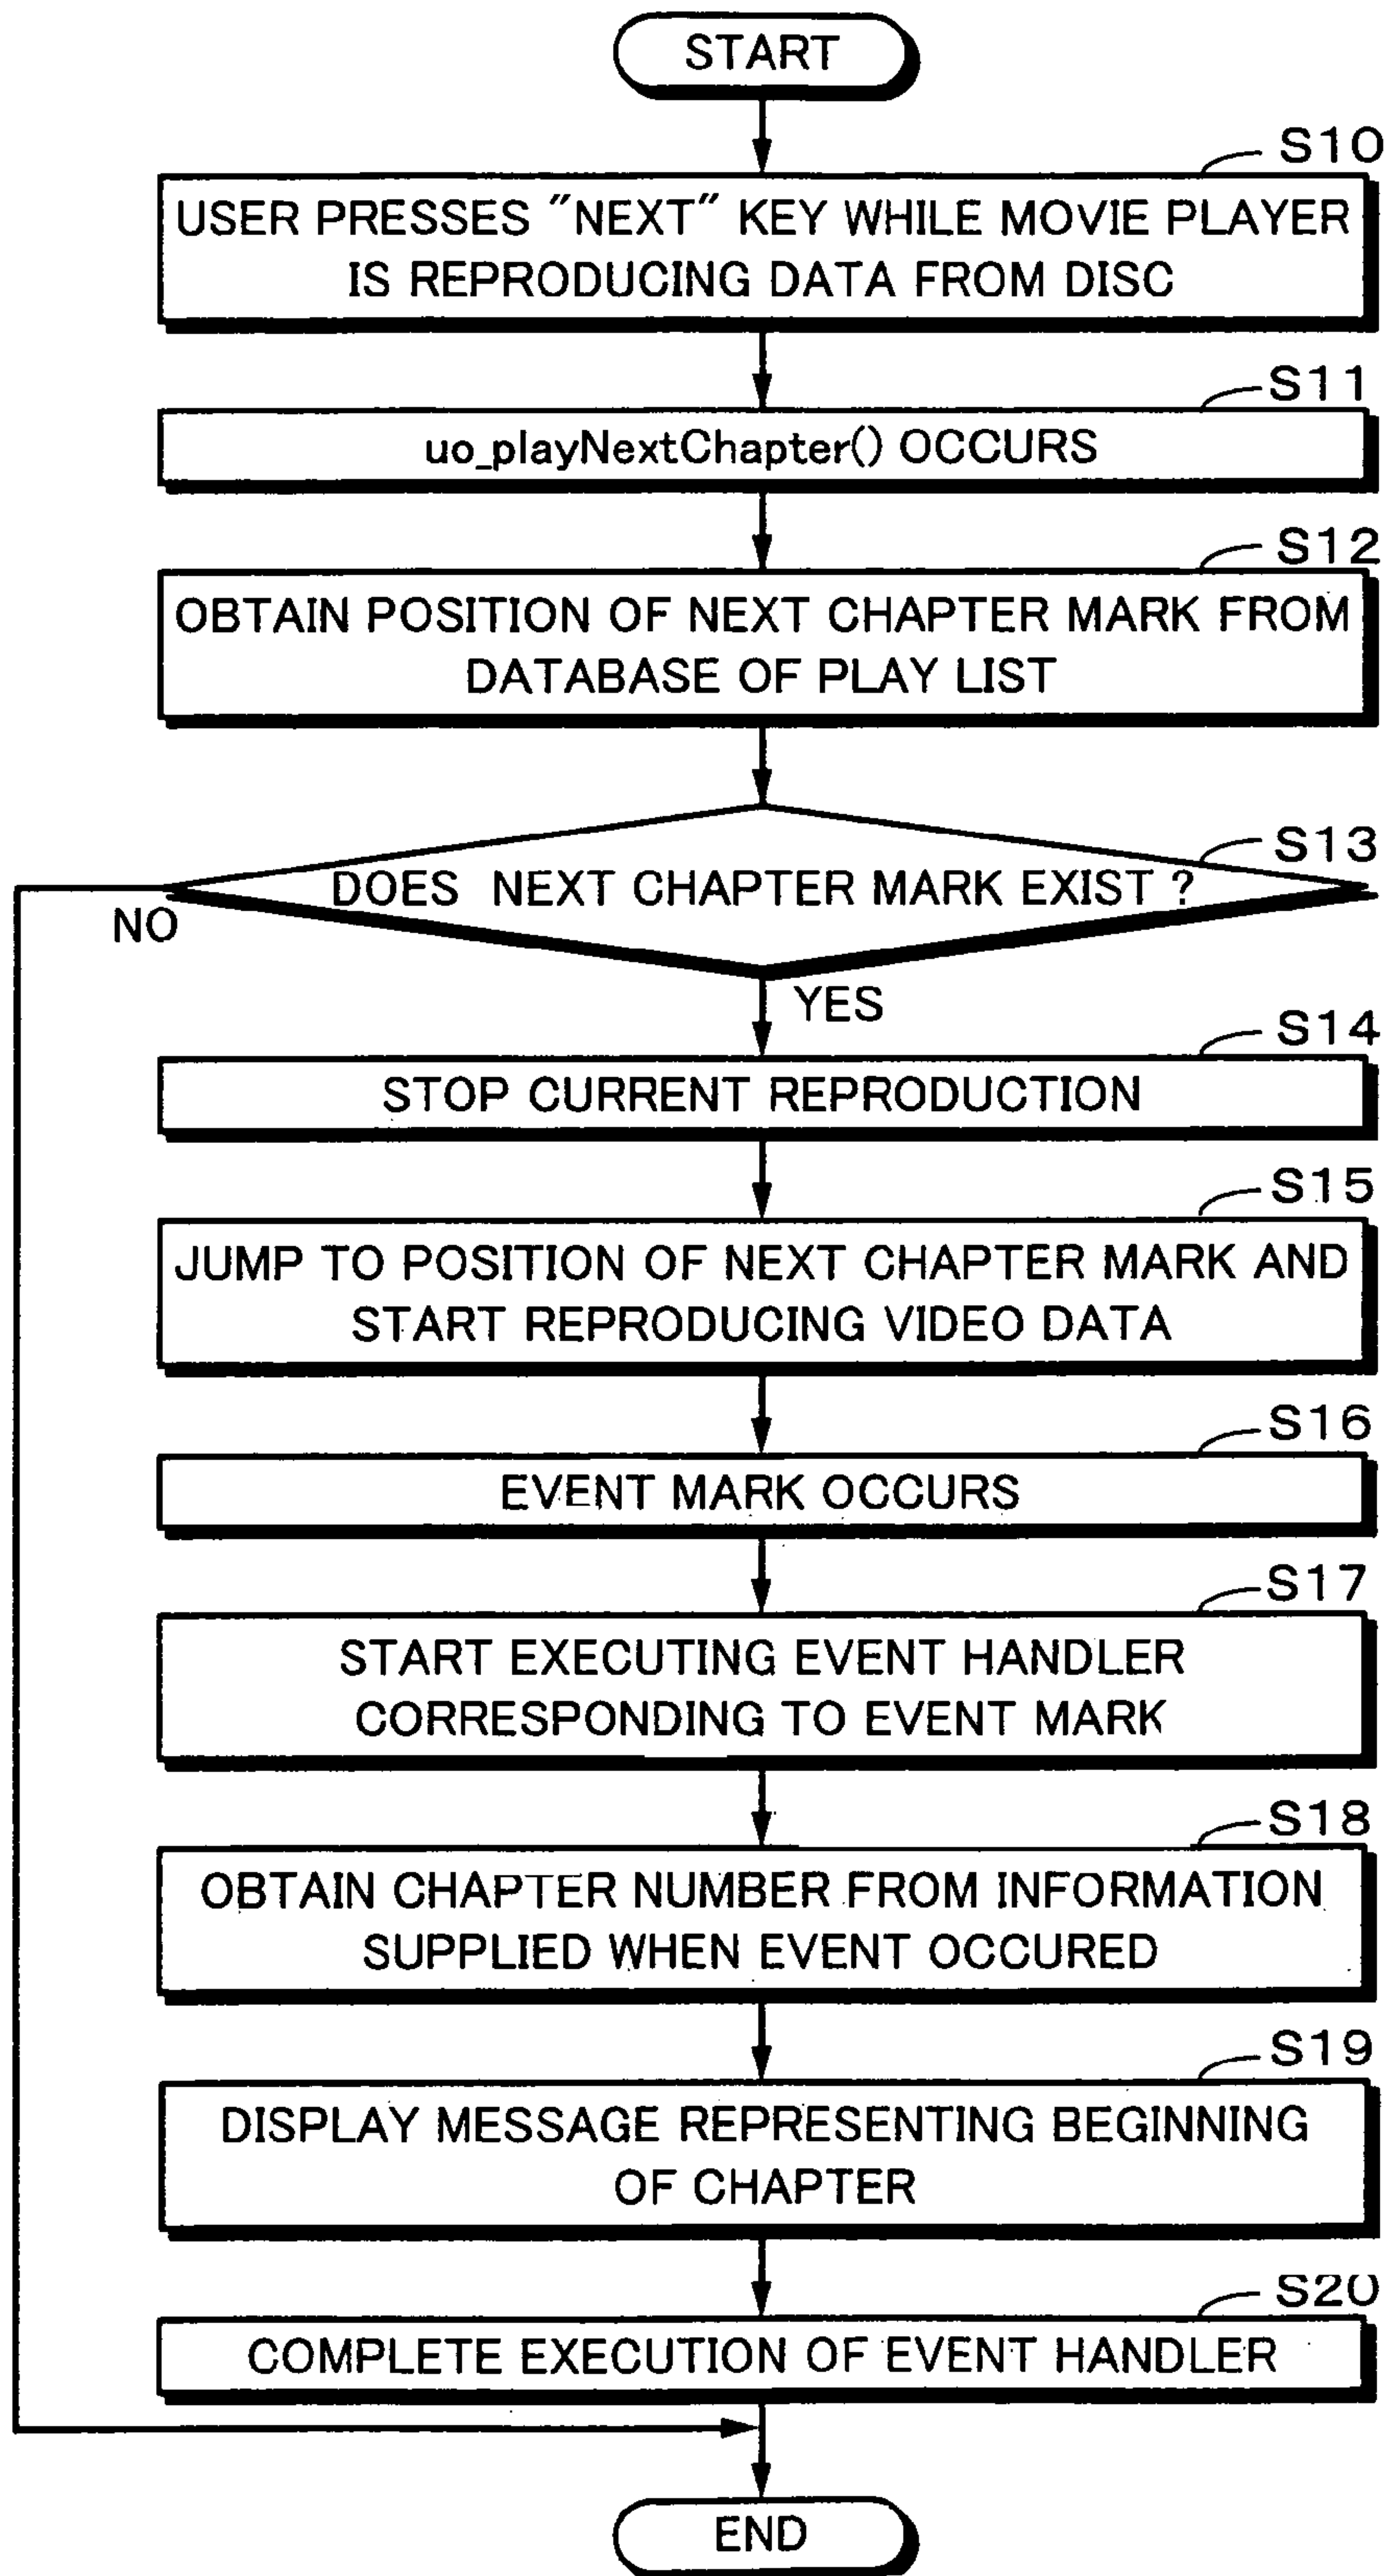 START
S10
USER PRESSES "NEXT" KEY WHILE MOVIE PLAYER
IS REPRODUCING DATA FROM DISC
S11
uo_playNextChapter() OCCURS
S12
OBTAIN POSITION OF NEXT CHAPTER MARK FROM
DATABASE OF PLAY LIST
S13
DOES NEXT CHAPTER MARK EXIST ?
NO
YES
S14
STOP CURRENT REPRODUCTION
S15
JUMP TO POSITION OF NEXT CHAPTER MARK AND
START REPRODUCING VIDEO DATA
S16
EVENT MARK OCCURS
S17
START EXECUTING EVENT HANDLER
CORRESPONDING TO EVENT MARK
S18
OBTAIN CHAPTER NUMBER FROM INFORMATION
SUPPLIED WHEN EVENT OCCURED
S19
DISPLAY MESSAGE REPRESENTING BEGINNING
OF CHAPTER
S20
COMPLETE EXECUTION OF EVENT HANDLER
END